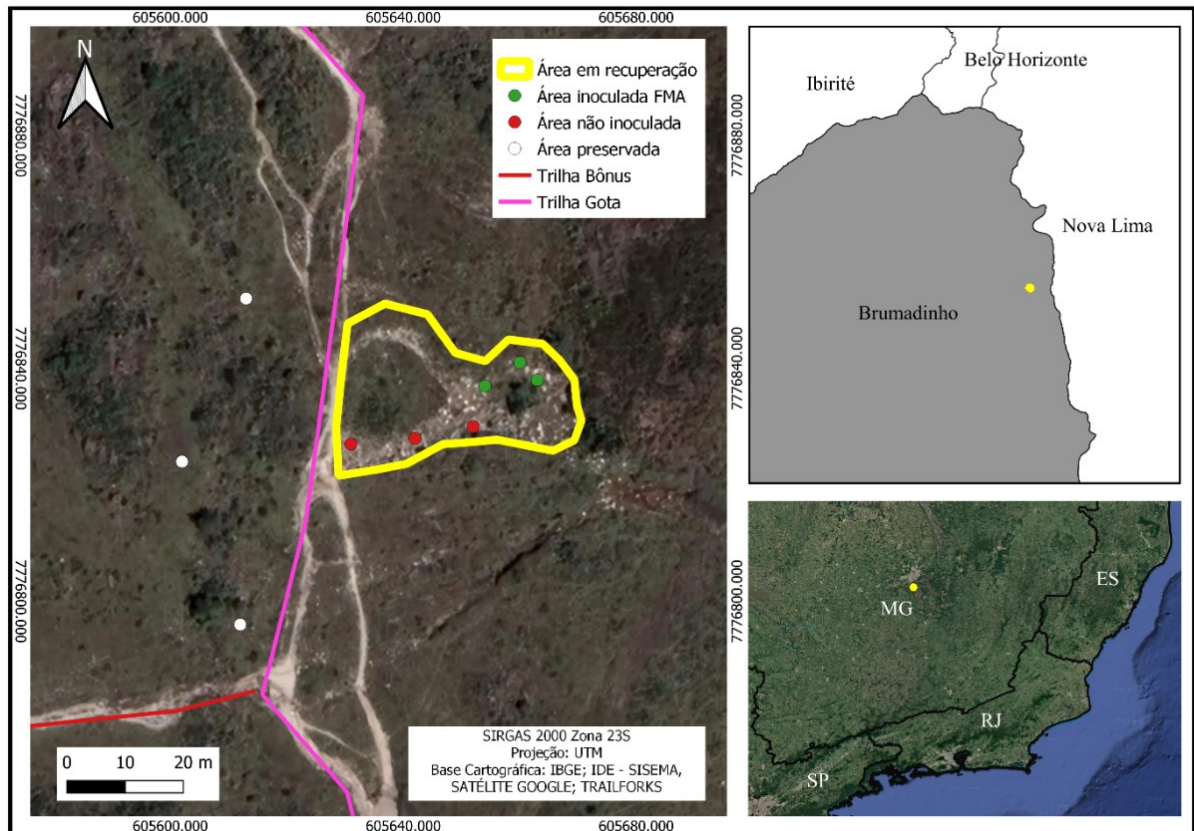 605600.000
605640.000
605680.000
7776880.000
7776840.000
7776800.000
N
Área em recuperação
Área inoculada FMA
Área não inoculada
Área preservada
Trilha Bônus
Trilha Gota
0 10 20 m
SIRGAS 2000 Zona 23S
Projeção: UTM
Base Cartográfica: IBGE; IDE - SISEMA,
SATÉLITE GOOGLE; TRAILFORKS
605600.000
605640.000
605680.000
7776880.000
7776840.000
7776800.000
Belo Horizonte
Ibirité
Nova Lima
Brumadinho
ES
MG
RJ
SP